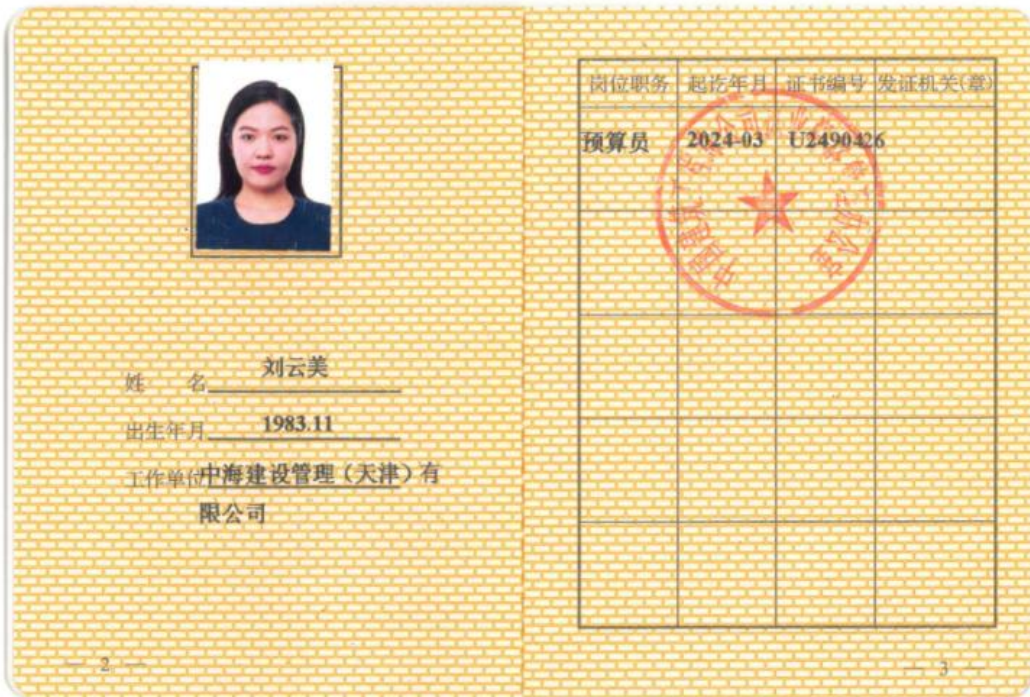 姓 名 刘云美
出生年月 1983.11
工作单位 中海建设管理（天津）有
限公司
— 2 —
岗位职务 起讫年月 证书编号 发证机关(章)
预算员 2024-03 U2490426
— 3 —